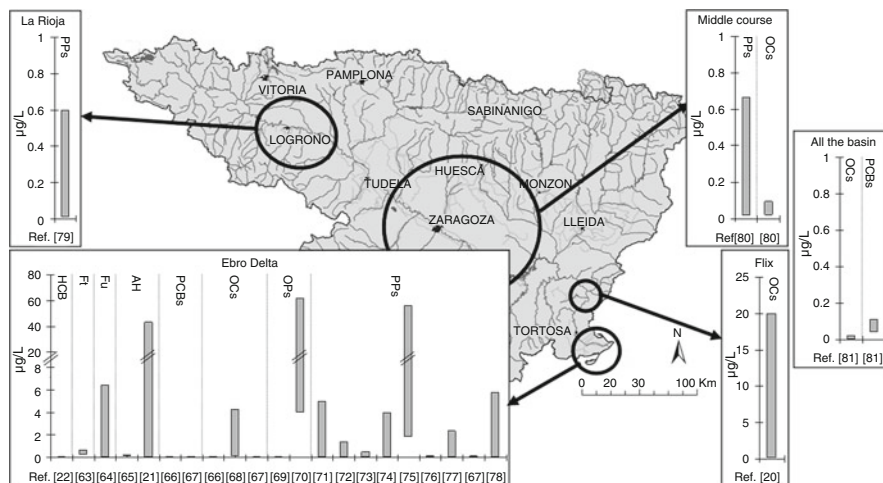 La Rioja
PPs
1
0.8
0.6
0.4
0.2
0
µg/L
Ref. [79]
VITORIA
PAMPLONA
LOGRONO
SABINANIGO
TUDELA
HUESCA
MONZON
ZARAGOZA
LLEIDA
TORTOSA
N
0 10 20 40 60 100 Km
Middle course
PPs
OCs
1
0.8
0.6
0.4
0.2
0
µg/L
Ref[80] [80]
All the basin
OCs
PCBs
1
0.8
0.6
0.4
0.2
0
µg/L
Ref. [81] [81]
Flix
OCs
25
20
15
10
5
0
µg/L
Ref. [20]
Ebro Delta
HCB
Ft
Fu
AH
PCBs
OCs
OPs
PPs
80
60
40
20
8
6
4
2
0
µg/L
Ref. [22] [63] [64] [65] [21] [66] [67] [66] [68] [67] [69] [70] [71] [72] [73] [74] [75] [76] [77] [67] [78]